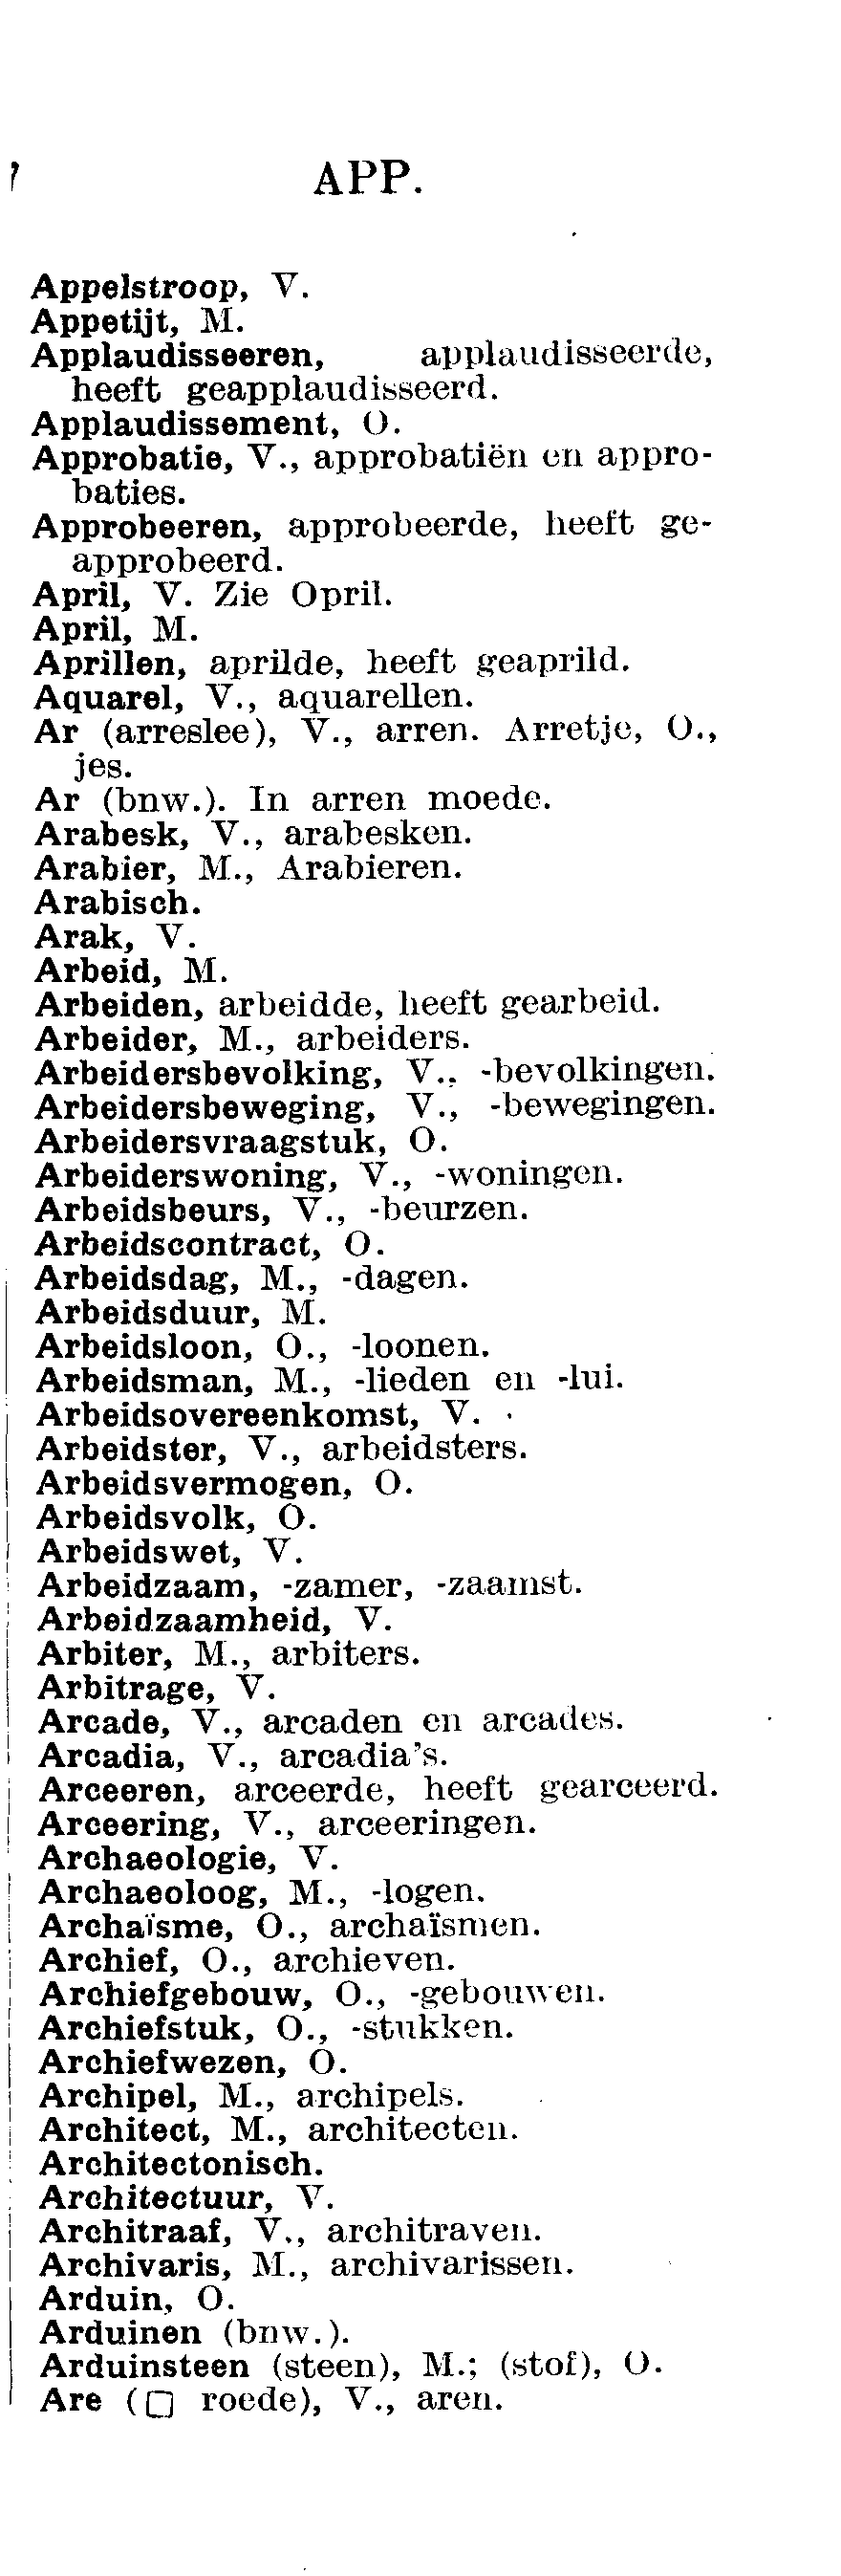 APP.
Appelstroop, V.
Appetijt, M.
Applaudisseeren, applaudisseerde,
heeft geapplaudisseerd.
Applaudissement, O.
Approbatie, V., approbatiën en appro-
baties.
Approbeeren, approbeerde, heeft ge-
approbeerd.
April, V. Zie Opril.
April, M.
Aprillen, aprilde, heeft geaprild.
Aquarel, V., aquarellen.
Ar (arreslee), V., arren. Arretje, O.,
jes.
Ar (bnw.). In arren moede.
Arabesk, V., arabesken.
Arabier, M., Arabieren.
Arabisch.
Arak, V.
Arbeid, M.
Arbeiden, arbeidde, heeft gearbeid.
Arbeider, M., arbeiders.
Arbeidersbevolking, V., -bevolkingen.
Arbeidersbeweging, V., -bewegingen.
Arbeidersvraagstuk, O.
Arbeiderswoning, V., -woningen.
Arbeidsbeurs, V., -beurzen.
Arbeidscontract, O.
Arbeidsdag, M., -dagen.
Arbeidsduur, M.
Arbeidsloon, O., -loonen.
Arbeidsman, M., -lieden en -lui.
Arbeidsovereenkomst, V.
Arbeidster, V., arbeidsters.
Arbeidsvermogen, O.
Arbeidsvolk, O.
Arbeidswet, V.
Arbeidzaam, -zamer, -zaamst.
Arbeidzaamheid, V.
Arbiter, M., arbiters.
Arbitrage, V.
Arcade, V., arcaden en arcades.
Arcadia, V., arcadia's.
Arceeren, arceerde, heeft gearceerd.
Arceering, V., arceeringen.
Archaeologie, V.
Archaeoloog, M., -logen.
Archaïsme, O., archaïsmen.
Archief, O., archieven.
Archiefgebouw, O., -gebouwen.
Archiefstuk, O., -stukken.
Archiefwezen, O.
Archipel, M., archipels.
Architect, M., architecten.
Architectonisch.
Architectuur, V.
Architraaf, V., architraven.
Archivaris, M., archivarissen.
Arduin, O.
Arduinen (bnw.).
Arduinsteen (steen), M.; (stof), O.
Are (□ roede), V., aren.